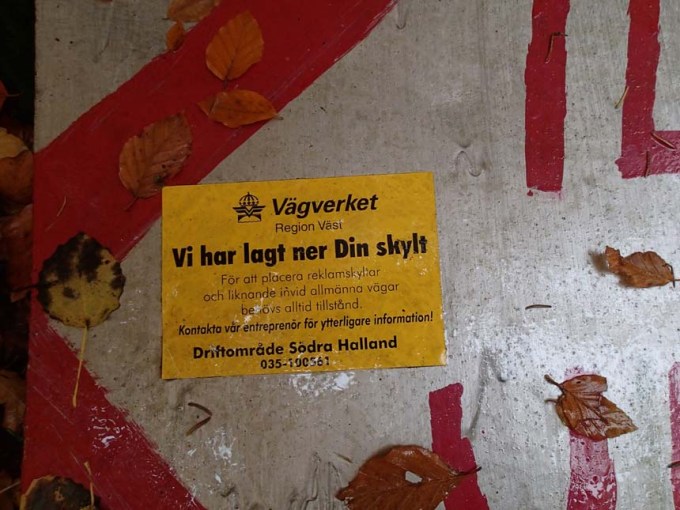 Vägverket
Region Väst
Vi har lagt ner Din skylt
För att placera reklamskyltar
och liknande invid allmänna vägar
behövs alltid tillstånd.
Kontakta vår entreprenör för ytterligare information!
Driftområde Södra Halland
035-190561